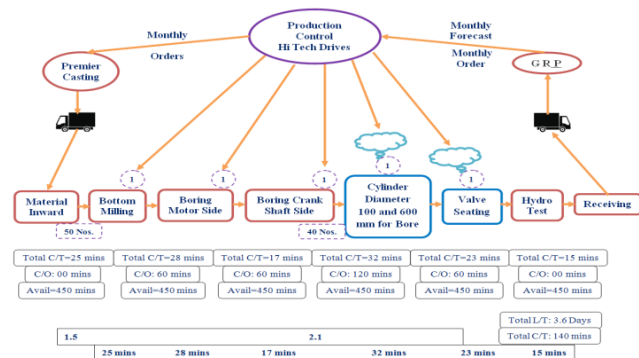 Production
Control
Hi Tech Drives
Monthly
Orders
Monthly
Forecast
Monthly
Order
Premier
Casting
G R P
1
1
1
1
1
Material
Inward
Bottom
Milling
Boring
Motor Side
Boring Crank
Shaft Side
Cylinder
Diameter
100 and 600
mm for Bore
Valve
Seating
Hydro
Test
Receiving
50 Nos.
40 Nos.
Total C/T=25 mins
Total C/T=28 mins
Total C/T=17 mins
Total C/T=32 mins
Total C/T=23 mins
Total C/T=15 mins
C/O: 00 mins
C/O: 60 mins
C/O: 60 mins
C/O: 120 mins
C/O: 60 mins
C/O: 00 mins
Avail=450 mins
Avail=450 mins
Avail=450 mins
Avail=450 mins
Avail=450 mins
Avail=450 mins
Total L/T: 3.6 Days
Total C/T: 140 mins
1.5
2.1
25 mins
28 mins
17 mins
32 mins
23 mins
15 mins